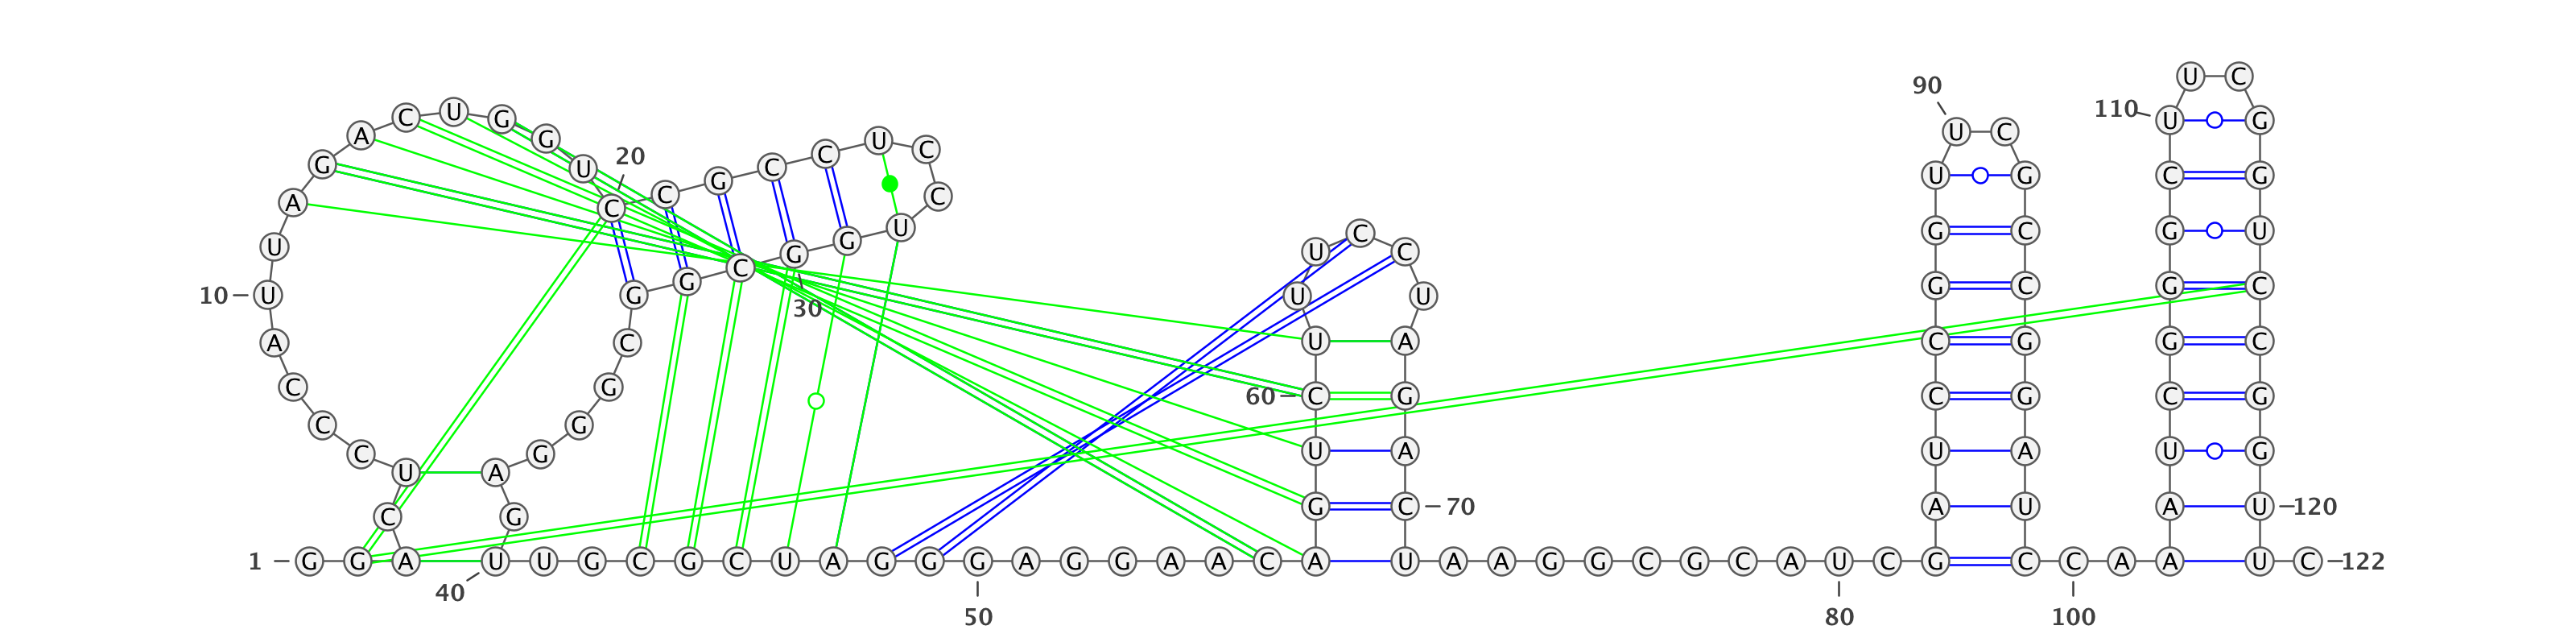 1
G G A C U C C C A U
10
U A G A C U G G U C
20
C G C C U C C U G G
30
C G G C G G G A G U
40
U G C G C U A G G G
50
A G G A A C A G U C
60
U U U C C U A G A C
70
U A A G G C G C A U
80
C G A U C C G G U U
90
C G C C G G A U C C
100
A A A U C G G G C U
110
U C G G U C C G G U
120
U C
122